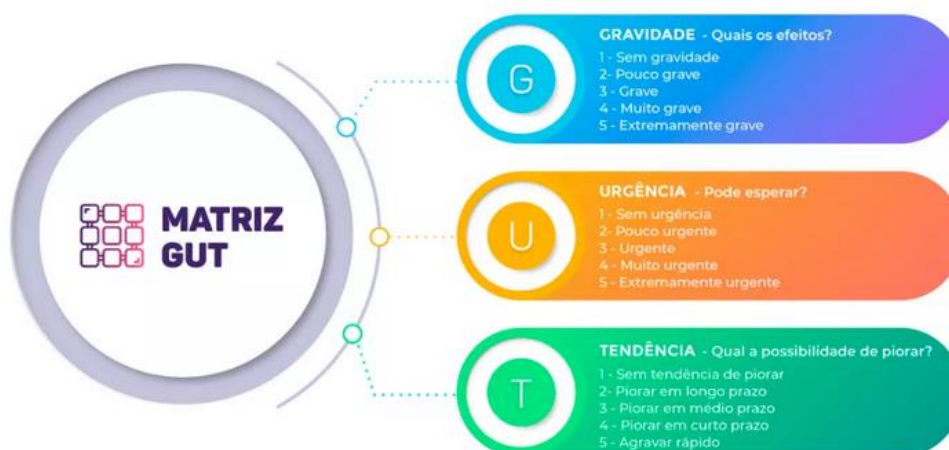 MATRIZ
GUT
G
GRAVIDADE - Quais os efeitos?
1 - Sem gravidade
2- Pouco grave
3 - Grave
4 - Muito grave
5 - Extremamente grave
U
URGÊNCIA - Pode esperar?
1 - Sem urgência
2- Pouco urgente
3 - Urgente
4 - Muito urgente
5 - Extremamente urgente
T
TENDÊNCIA - Qual a possibilidade de piorar?
1 - Sem tendência de piorar
2- Piorar em longo prazo
3 - Piorar em médio prazo
4 - Piorar em curto prazo
5 - Agravar rápido